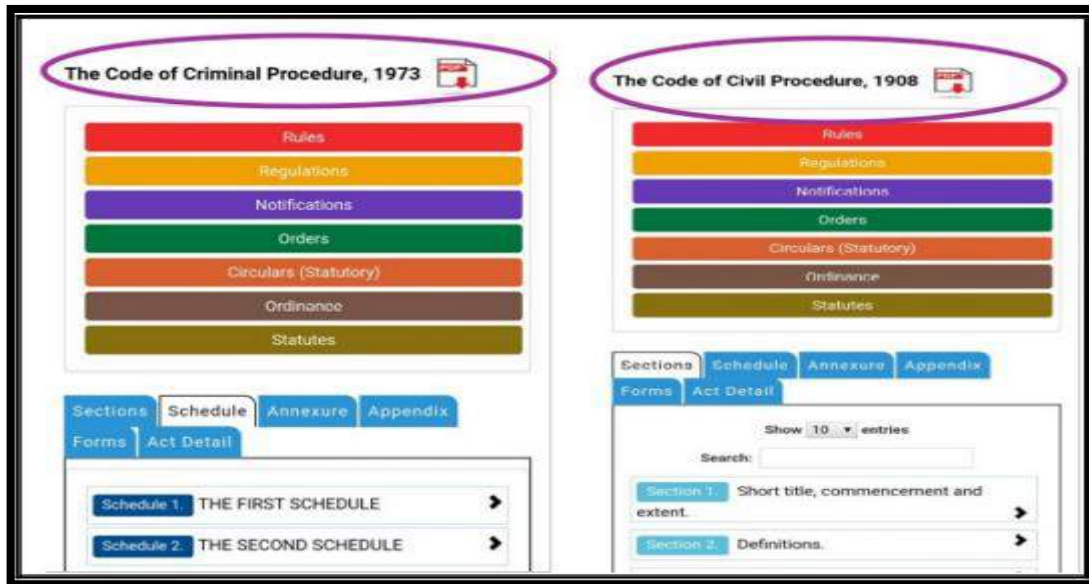 The Code of Criminal Procedure, 1973
PDF
Rules
Regulations
Notifications
Orders
Circulars (Statutory)
Ordinance
Statutes
Sections Schedule Annexure Appendix
Forms Act Detail
Schedule 1. THE FIRST SCHEDULE
Schedule 2. THE SECOND SCHEDULE
The Code of Civil Procedure, 1908
PDF
Rules
Regulations
Notifications
Orders
Circulars (Statutory)
Ordinance
Statutes
Sections Schedule Annexure Appendix
Forms Act Detail
Show 10 entries
Search:
Section 1. Short title, commencement and
extent.
Section 2. Definitions.